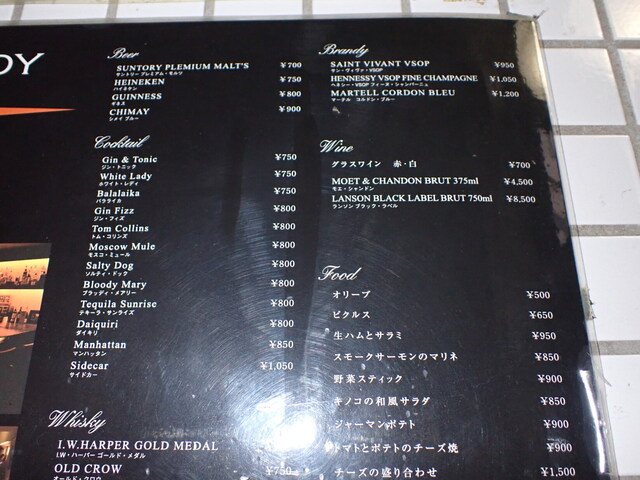 DY
Beer
SUNTORY PLEMIUM MALT'S ¥700
サントリー プレミアム・モルツ
HEINEKEN ¥750
ハイネケン
GUINNESS ¥800
ギネス
CHIMAY ¥900
シメイ ブルー
Cocktail
Gin & Tonic ¥750
ジン・トニック
White Lady ¥750
ホワイト・レディ
Balalaika ¥750
バラライカ
Gin Fizz ¥800
ジン・フィズ
Tom Collins ¥800
トム・コリンズ
Moscow Mule ¥800
モスコ・ミュール
Salty Dog ¥800
ソルティ・ドック
Bloody Mary ¥800
ブラッディ・メアリー
Tequila Sunrise ¥800
テキーラ・サンライズ
Daiquiri ¥800
ダイキリ
Manhattan ¥850
マンハッタン
Sidecar ¥1,050
サイドカー
Whisky
I.W.HARPER GOLD MEDAL
I.W・ハーパー ゴールド・メダル
OLD CROW ¥750
オールド・クロウ
Brandy
SAINT VIVANT VSOP ¥950
サン・ヴィヴァン・VSOP
HENNESSY VSOP FINE CHAMPAGNE ¥1,050
ヘネシー・VSOP フィーヌ・シャンパーニュ
MARTELL CORDON BLEU ¥1,200
マーテル コルドン・ブルー
Wine
グラスワイン 赤・白 ¥700
MOET & CHANDON BRUT 375ml ¥4,500
モエ・シャンドン
LANSON BLACK LABEL BRUT 750ml ¥8,500
ランソン ブラック・ラベル
Food
オリーブ ¥500
ピクルス ¥650
生ハムとサラミ ¥950
スモークサーモンのマリネ ¥850
野菜スティック ¥900
キノコの和風サラダ ¥850
ジャーマンポテト ¥900
トマトとポテトのチーズ焼 ¥900
チーズの盛り合わせ ¥1,500